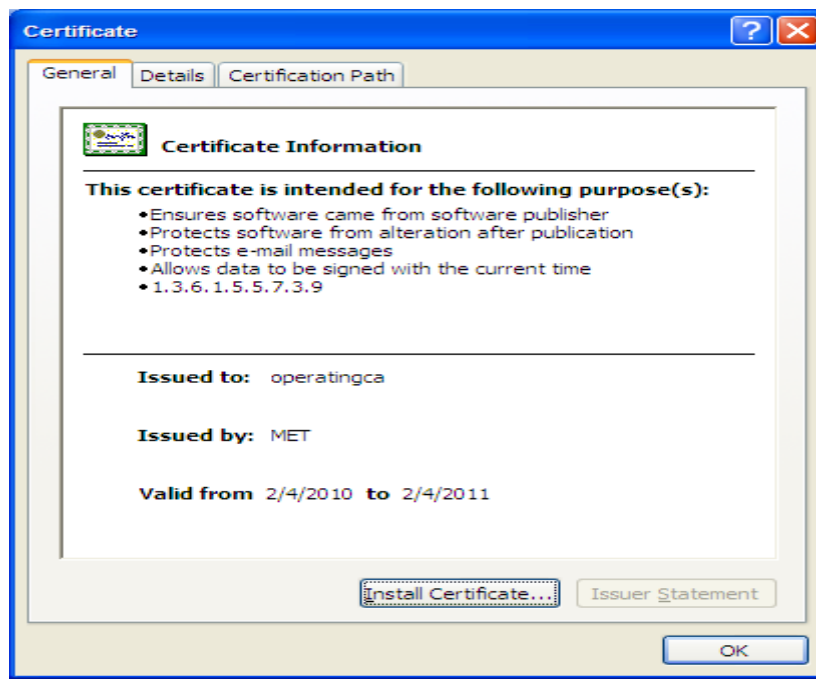 Certificate
General Details Certification Path
Certificate Information
This certificate is intended for the following purpose(s):
•Ensures software came from software publisher
•Protects software from alteration after publication
•Protects e-mail messages
•Allows data to be signed with the current time
•1.3.6.1.5.5.7.3.9
Issued to: operatingca
Issued by: MET
Valid from 2/4/2010 to 2/4/2011
Install Certificate... Issuer Statement
OK